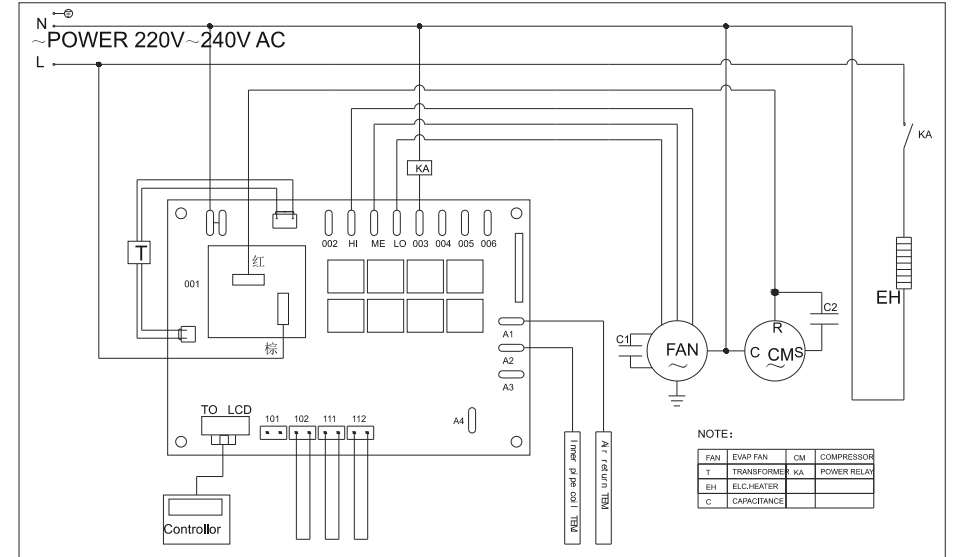 N
~POWER 220V~240V AC
L
KA
KA
002 HI ME LO 003 004 005 006
T
001
红
棕
EH
C2
R
C1
FAN
~
C CM S
~
A1
A2
A3
A4
TO LCD
101 102 111 112
Controllor
Inner pipe coil TEM
Air return TEM
NOTE:
FAN EVAP FAN CM COMPRESSOR
T TRANSFORMER KA POWER RELAY
EH ELC.HEATER
C CAPACITANCE